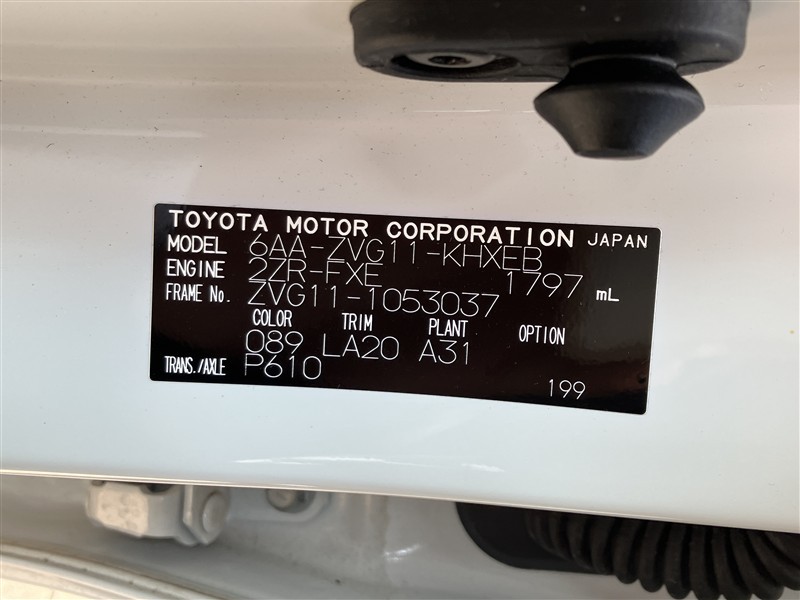 TOYOTA MOTOR CORPORATION JAPAN
MODEL 6AA-ZVG11-KHXEB
ENGINE 2ZR-FXE 1797 mL
FRAME No. ZVG11-1053037
COLOR TRIM PLANT OPTION
089 LA20 A31
TRANS./AXLE P610
199